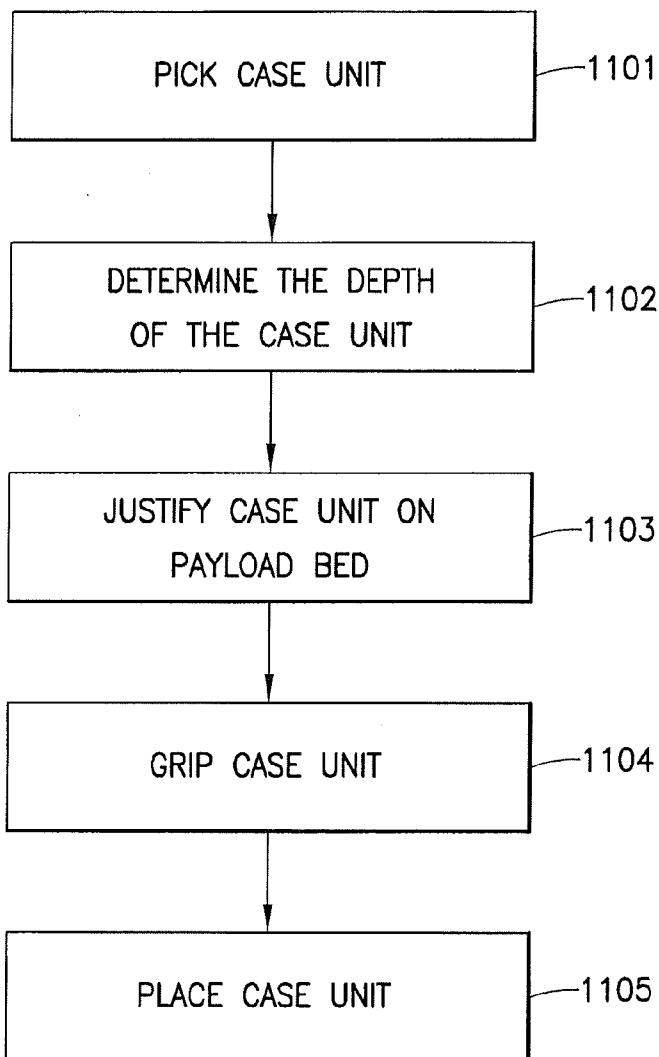 PICK CASE UNIT
1101
DETERMINE THE DEPTH
OF THE CASE UNIT
1102
JUSTIFY CASE UNIT ON
PAYLOAD BED
1103
GRIP CASE UNIT
1104
PLACE CASE UNIT
1105